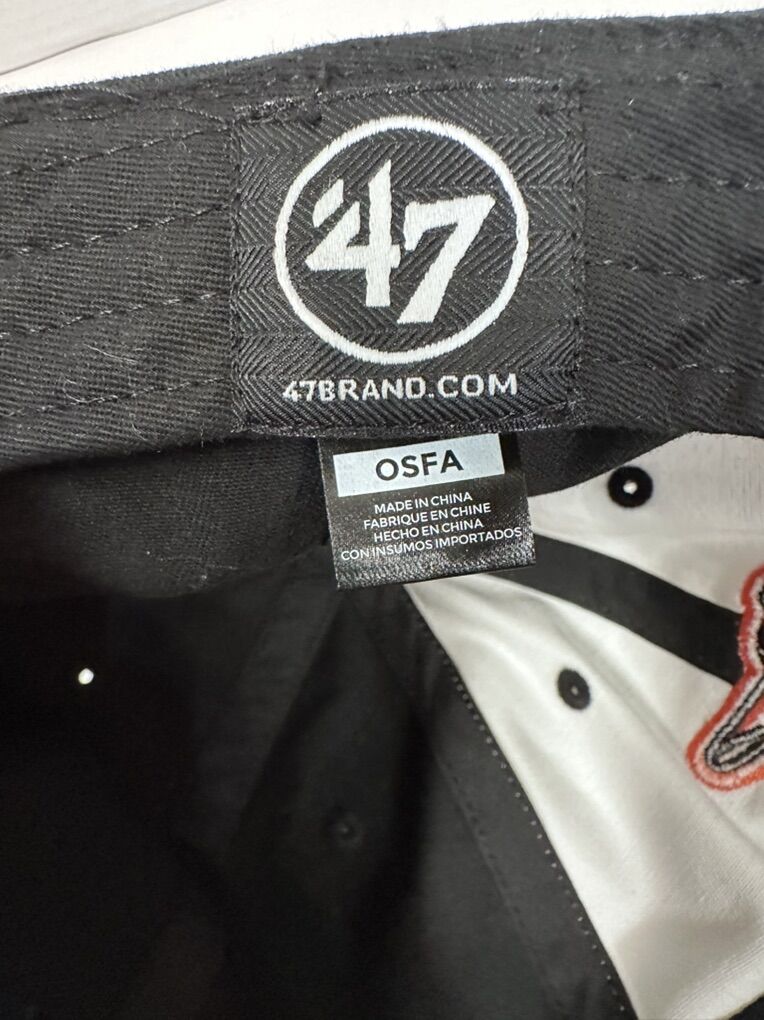 '47
47BRAND.COM
OSFA
MADE IN CHINA
FABRIQUE EN CHINE
HECHO EN CHINA
CON INSUMOS IMPORTADOS